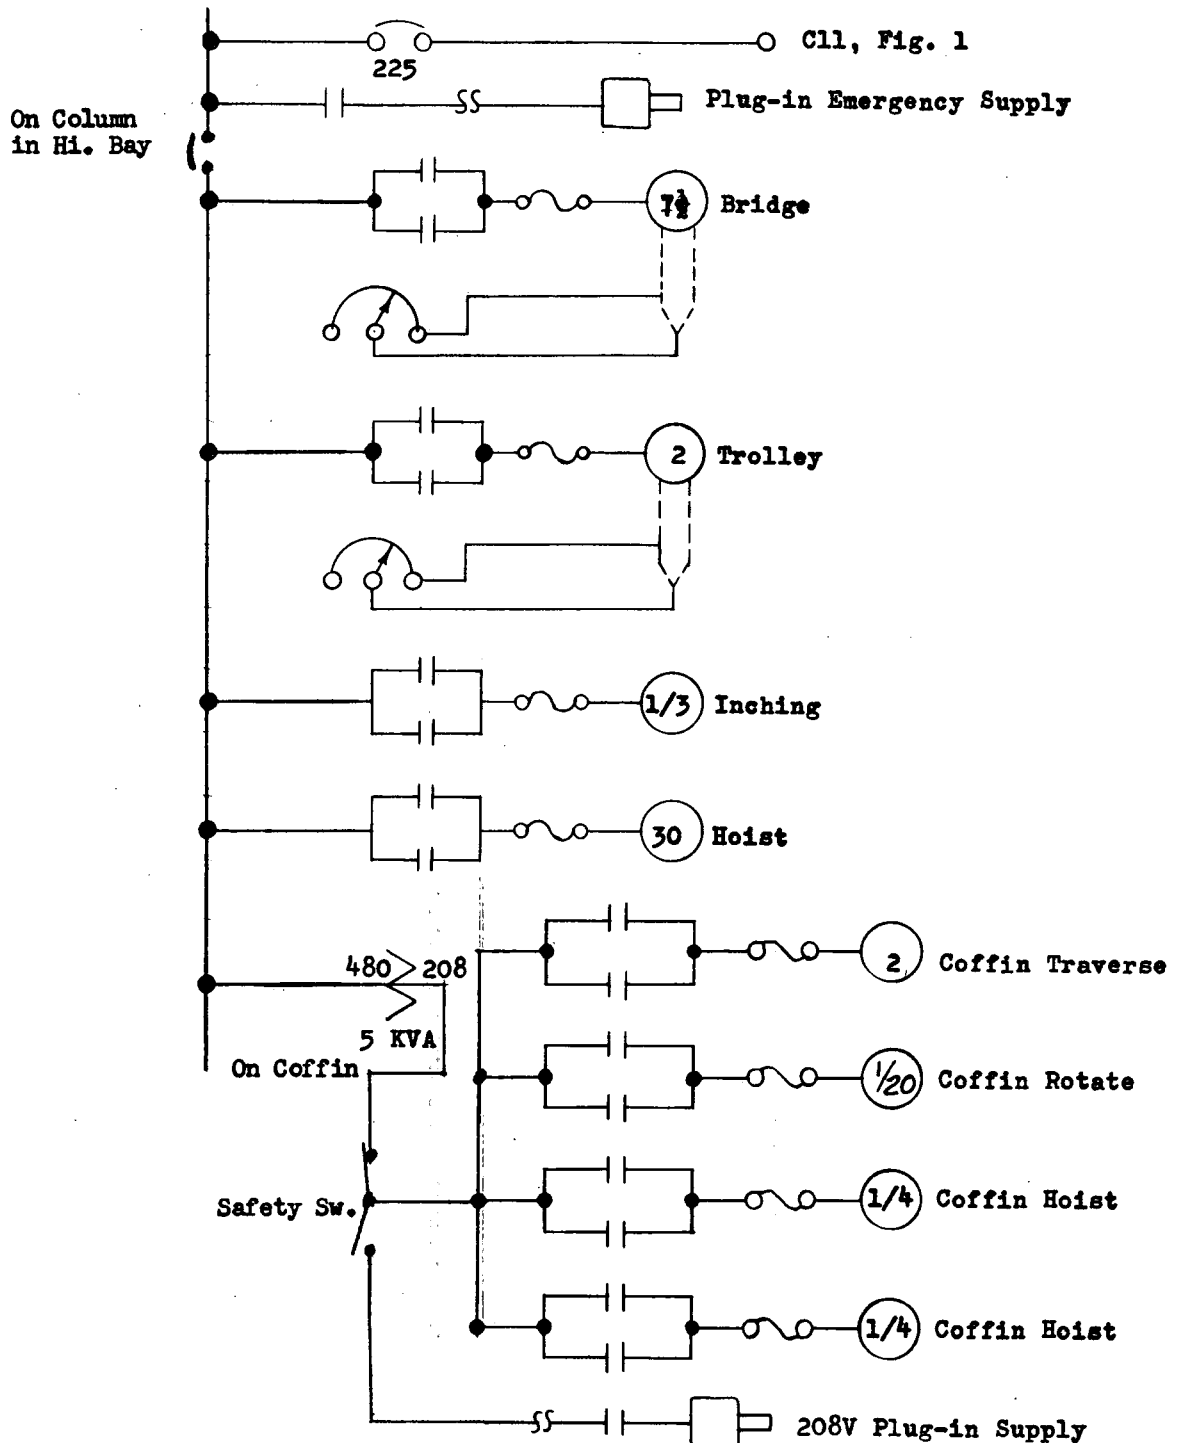 C11, Fig. 1
225
Plug-in Emergency Supply
On Column
in Hi. Bay
7½ Bridge
2 Trolley
1/3 Inching
30 Hoist
2 Coffin Traverse
480 208
5 KVA
On Coffin
1/20 Coffin Rotate
Safety Sw.
1/4 Coffin Hoist
1/4 Coffin Hoist
208V Plug-in Supply